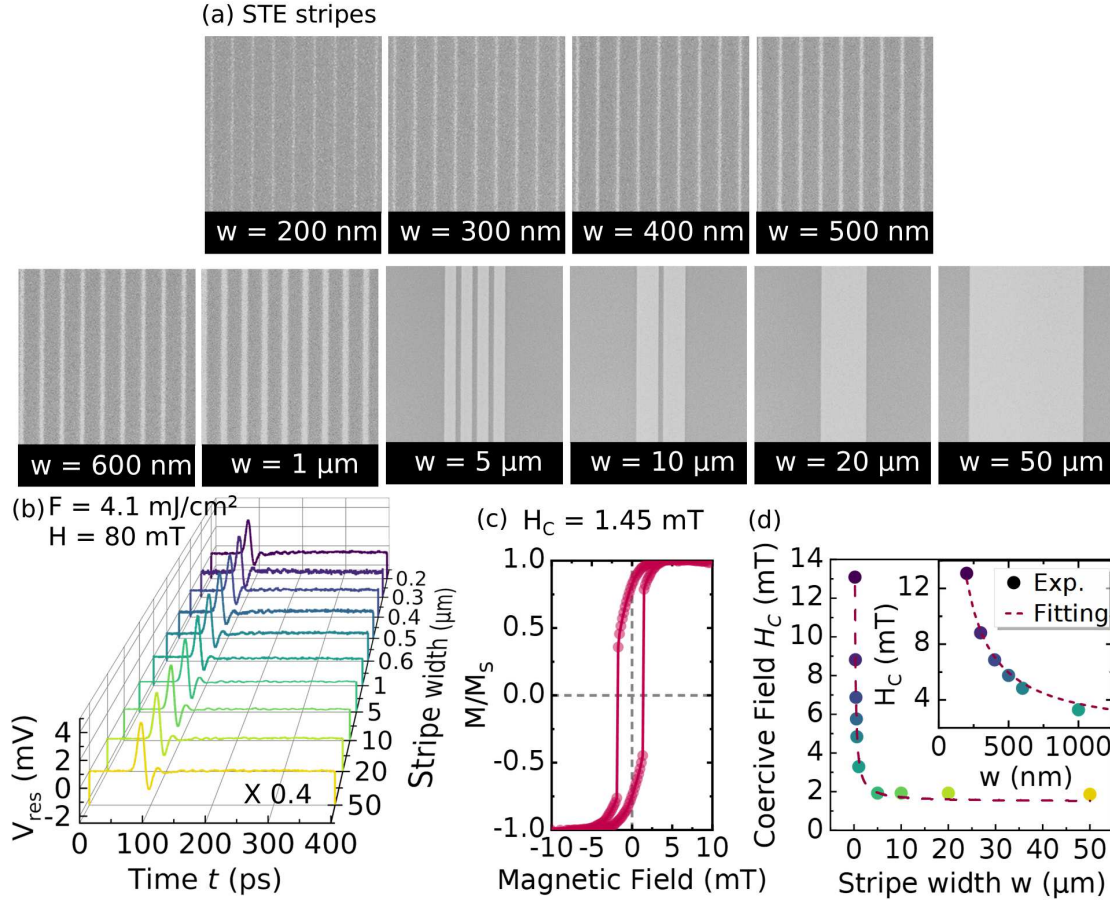 (a) STE stripes
w = 200 nm
w = 300 nm
w = 400 nm
w = 500 nm
w = 600 nm
w = 1 μm
w = 5 μm
w = 10 μm
w = 20 μm
w = 50 μm
(b)
F = 4.1 mJ/cm²
H = 80 mT
0.2
0.3
0.4
0.5
0.6
1
5
10
20
50
Stripe width (μm)
X 0.4
4
2
0
-2
V_res (mV)
0 100 200 300 400
Time t (ps)
(c) H_C = 1.45 mT
1.0
0.5
0.0
-0.5
-1.0
M/M_s
-10 -5 0 5 10
Magnetic Field (mT)
(d)
14
12
10
8
6
4
2
0
Coercive Field H_C (mT)
0 10 20 30 40 50
Stripe width w (μm)
12
8
4
H_C (mT)
0 500 1000
w (nm)
Exp.
Fitting